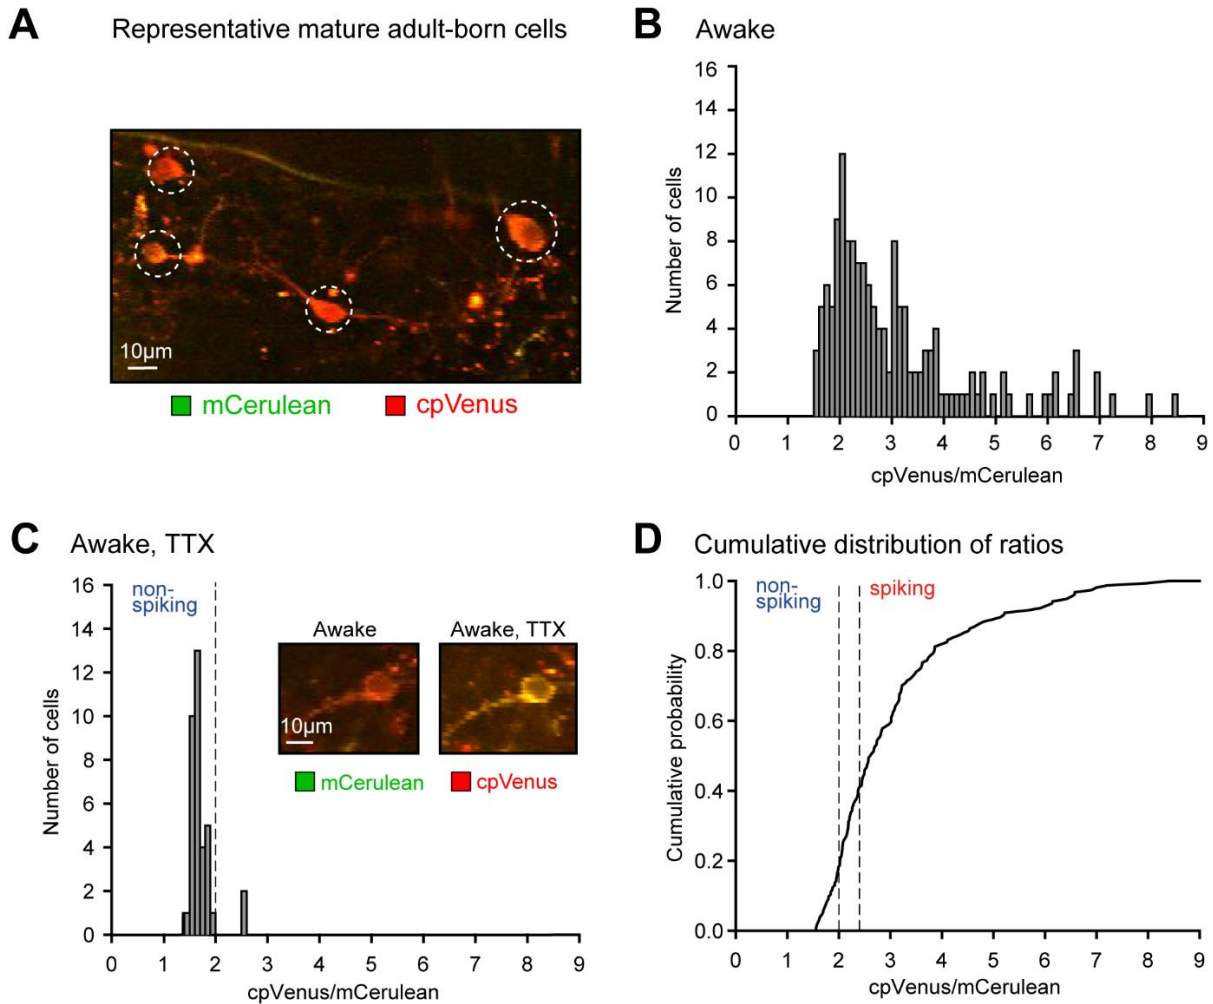 A Representative mature adult-born cells
10µm
mCerulean cpVenus
B Awake
16
14
12
10
8
6
4
2
0
Number of cells
0 1 2 3 4 5 6 7 8 9
cpVenus/mCerulean
C Awake, TTX
16
14
12
10
8
6
4
2
0
Number of cells
non-
spiking
Awake
10µm
Awake, TTX
mCerulean cpVenus
0 1 2 3 4 5 6 7 8 9
cpVenus/mCerulean
D Cumulative distribution of ratios
1.0
0.8
0.6
0.4
0.2
0.0
Cumulative probability
non-
spiking
spiking
0 1 2 3 4 5 6 7 8 9
cpVenus/mCerulean